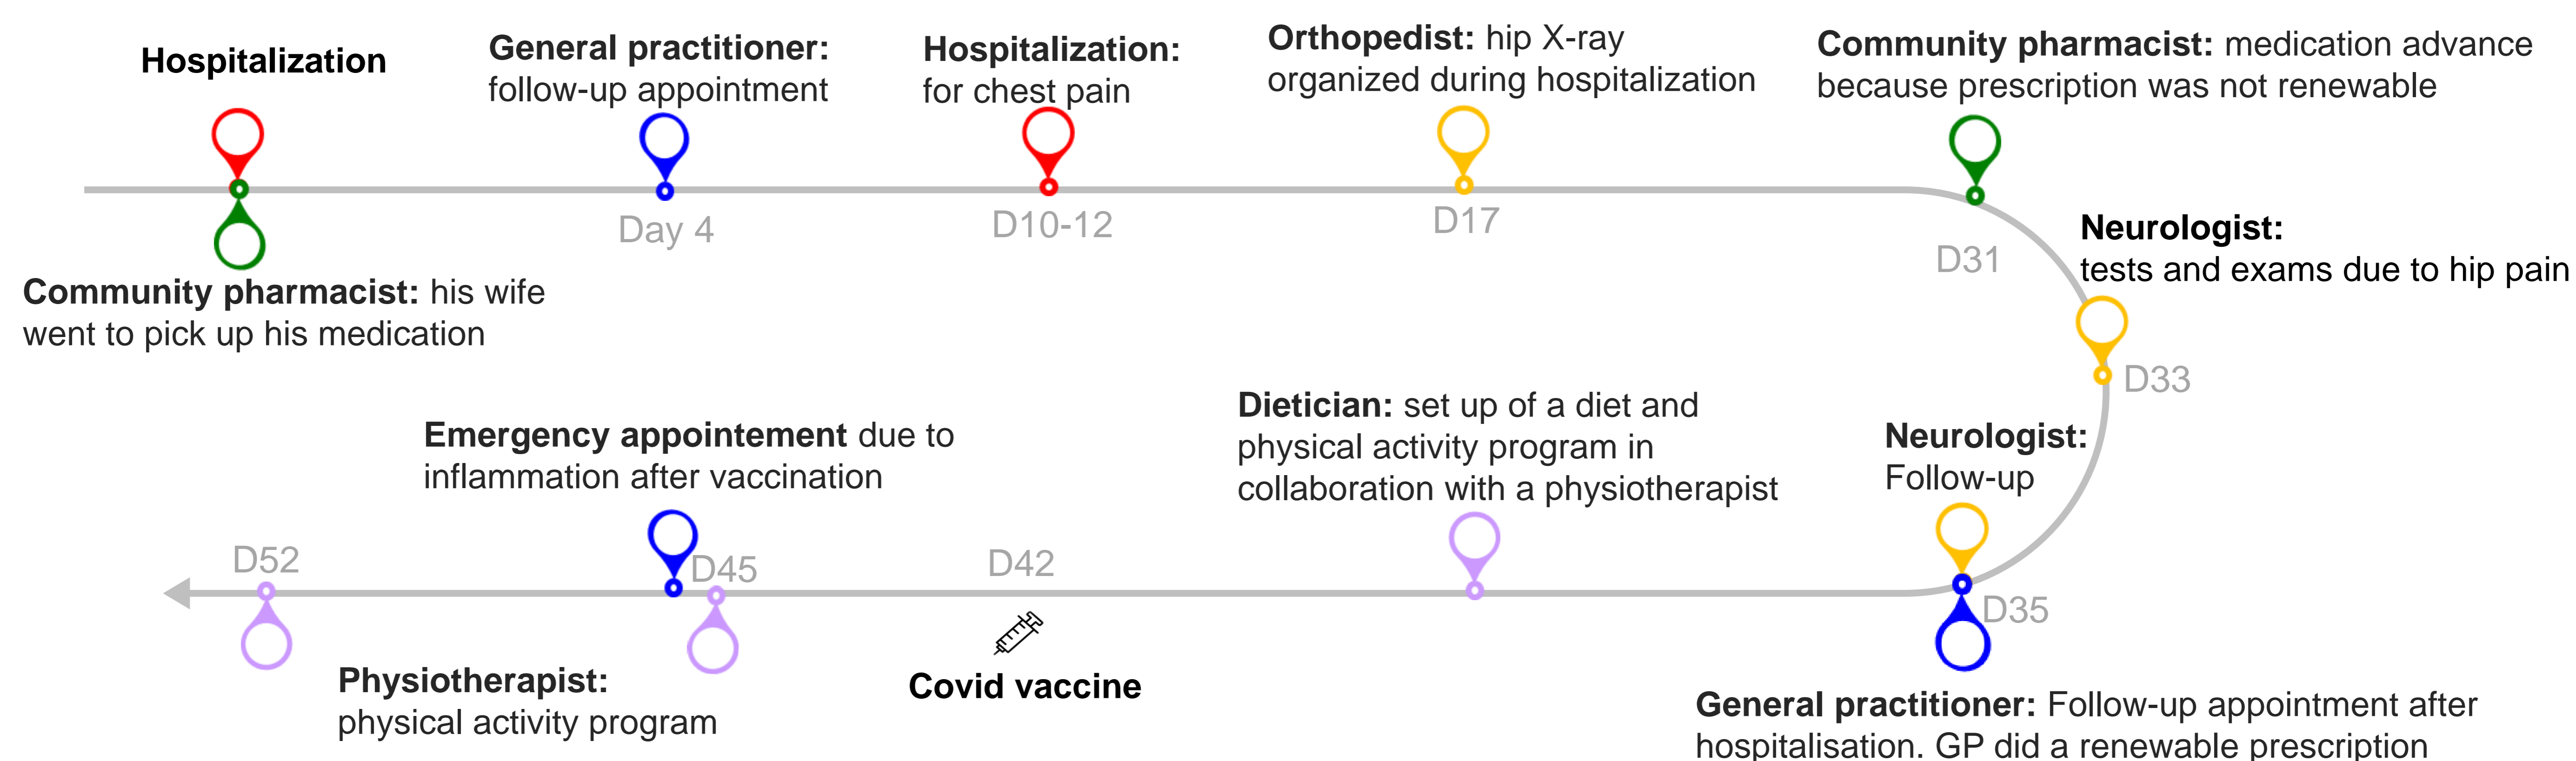 Hospitalization
Community pharmacist: his wife
went to pick up his medication
General practitioner:
follow-up appointment
Day 4
Hospitalization:
for chest pain
D10-12
Orthopedist: hip X-ray
organized during hospitalization
D17
Community pharmacist: medication advance
because prescription was not renewable
D31
Neurologist:
tests and exams due to hip pain
D33
Neurologist:
Follow-up
D35
General practitioner: Follow-up appointment after
hospitalisation. GP did a renewable prescription
Dietician: set up of a diet and
physical activity program in
collaboration with a physiotherapist
D42
Covid vaccine
Emergency appointement due to
inflammation after vaccination
D45
Physiotherapist:
physical activity program
D52